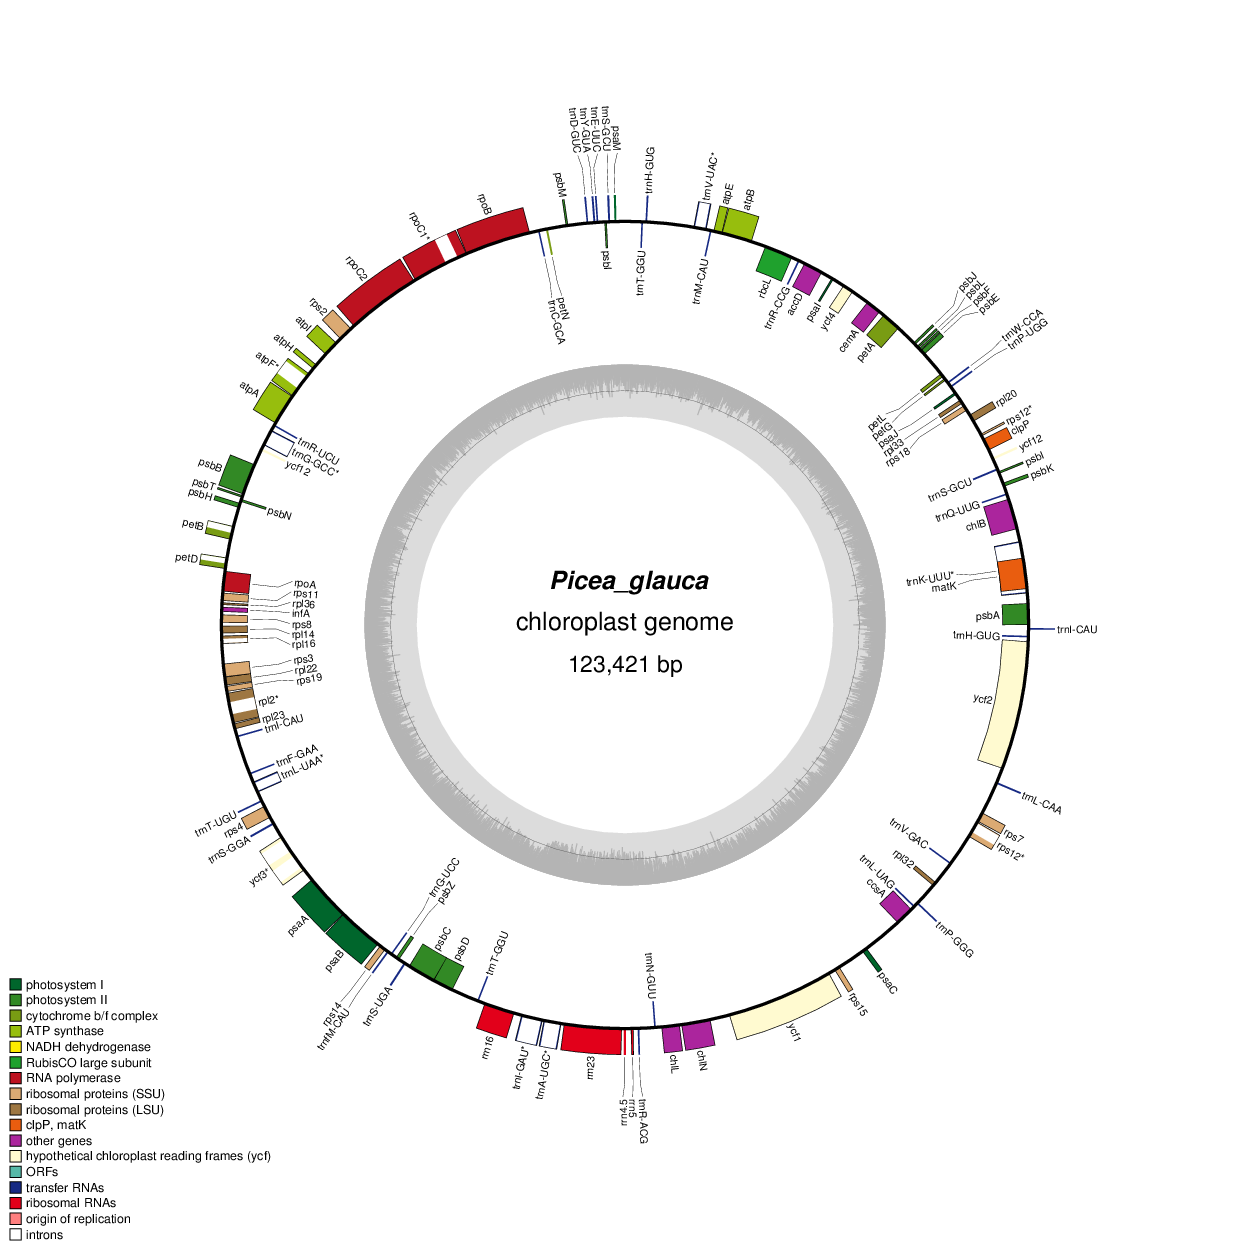 Picea_glauca
chloroplast genome
123,421 bp
trnD-GUC
trnY-GUA
trnE-UUC
trnS-GCU
psaM
trnH-GUG
trnV-UAC*
atpE
atpB
psbJ
psbL
psbF
psbE
trnW-CCA
trnP-UGG
rpl20
rps12*
clpP
ycf12
psbI
psbK
trnI-CAU
trnL-CAA
rps7
rps12*
trnP-GGG
psaC
rps15
ycf1
chlN
chlL
trnR-ACG
rrn5
rrn4.5
rrn23
trnA-UGC*
trnI-GAU*
rrn16
trnS-UGA
trnfM-CAU
rps14
psaB
psaA
ycf3*
trnS-GGA
rps4
trnT-UGU
petD
petB
psbH
psbT
psbB
atpA
atpF*
atpH
atpI
rps2
rpoC2
rpoC1*
rpoB
psbM
psbI
trnT-GGU
trnM-CAU
rbcL
trnR-CCG
accD
psaI
ycf4
cemA
petA
petL
petG
psaJ
rpl33
rps18
trnS-GCU
trnQ-UUG
chlB
trnK-UUU*
matK
psbA
trnH-GUG
ycf2
trnV-GAC
rpl32
trnL-UAG
ccsA
trnN-GUU
trnT-GGU
psbD
psbC
psbZ
trnG-UCC
trnL-UAA*
trnF-GAA
trnI-CAU
rpl23
rpl2*
rps19
rpl22
rps3
rpl16
rpl14
rps8
infA
rpl36
rps11
rpoA
psbN
ycf12
trnG-GCC*
trnR-UCU
trnC-GCA
petN
photosystem I
photosystem II
cytochrome b/f complex
ATP synthase
NADH dehydrogenase
RubisCO large subunit
RNA polymerase
ribosomal proteins (SSU)
ribosomal proteins (LSU)
clpP, matK
other genes
hypothetical chloroplast reading frames (ycf)
ORFs
transfer RNAs
ribosomal RNAs
origin of replication
introns